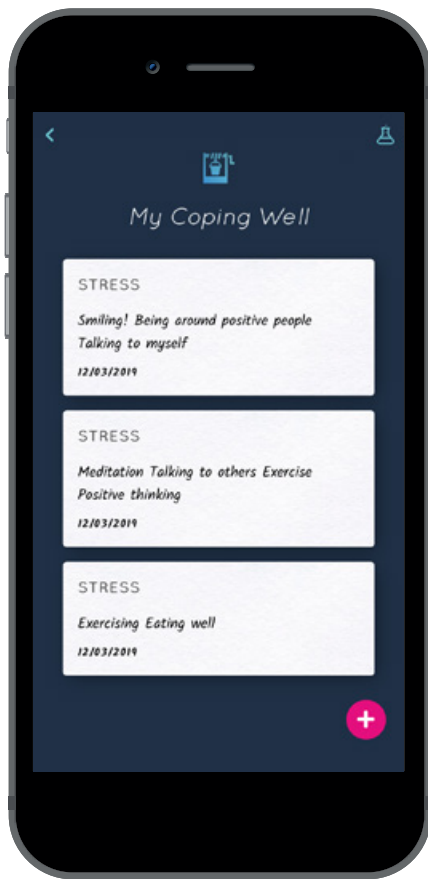 My Coping Well
STRESS
Smiling! Being around positive people
Talking to myself
12/03/2019
STRESS
Meditation Talking to others Exercise
Positive thinking
12/03/2019
STRESS
Exercising Eating well
12/03/2019